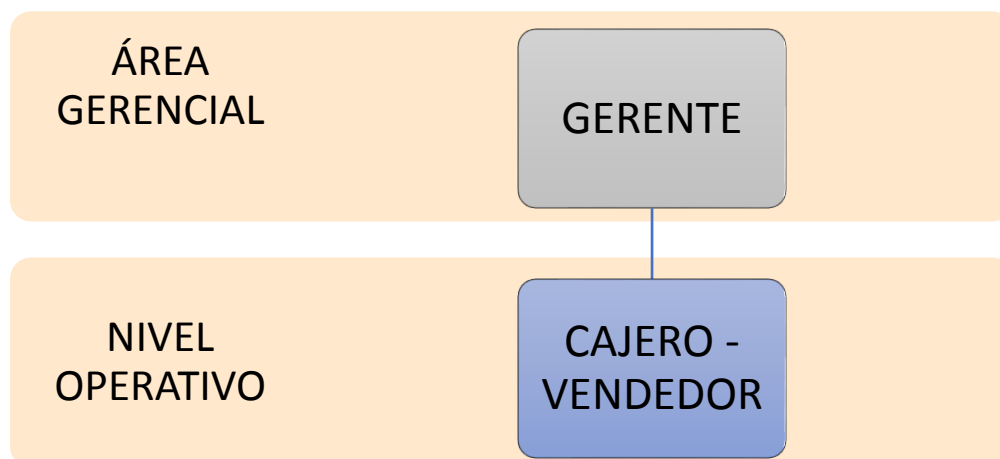 ÁREA
GERENCIAL
GERENTE
NIVEL
OPERATIVO
CAJERO -
VENDEDOR